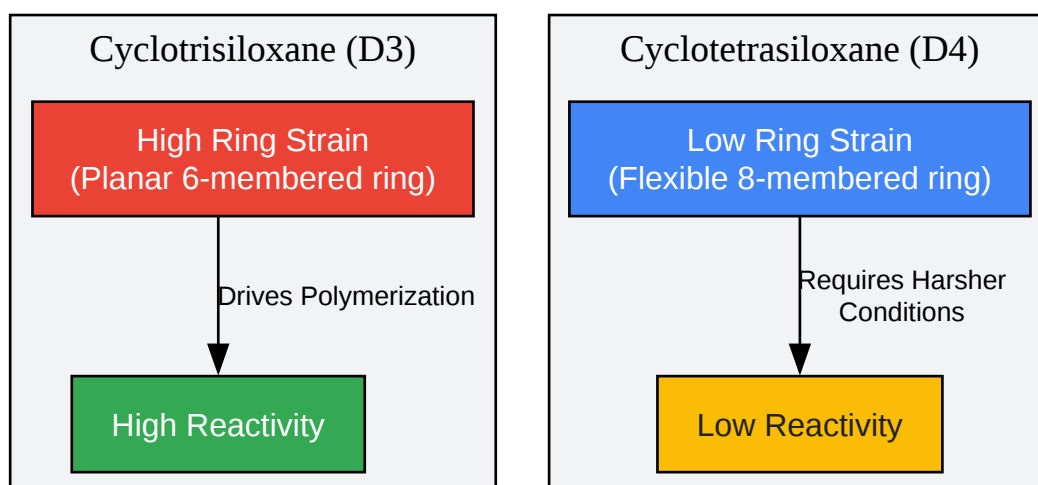 Cyclotrisiloxane (D3)
High Ring Strain
(Planar 6-membered ring)
Drives Polymerization
High Reactivity
Cyclotetrasiloxane (D4)
Low Ring Strain
(Flexible 8-membered ring)
Requires Harsher
Conditions
Low Reactivity